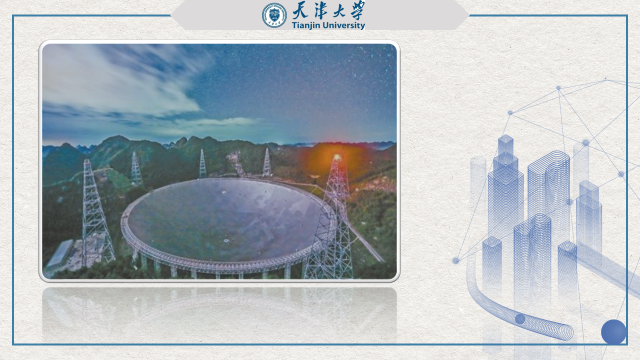 天津大学
Tianjin University